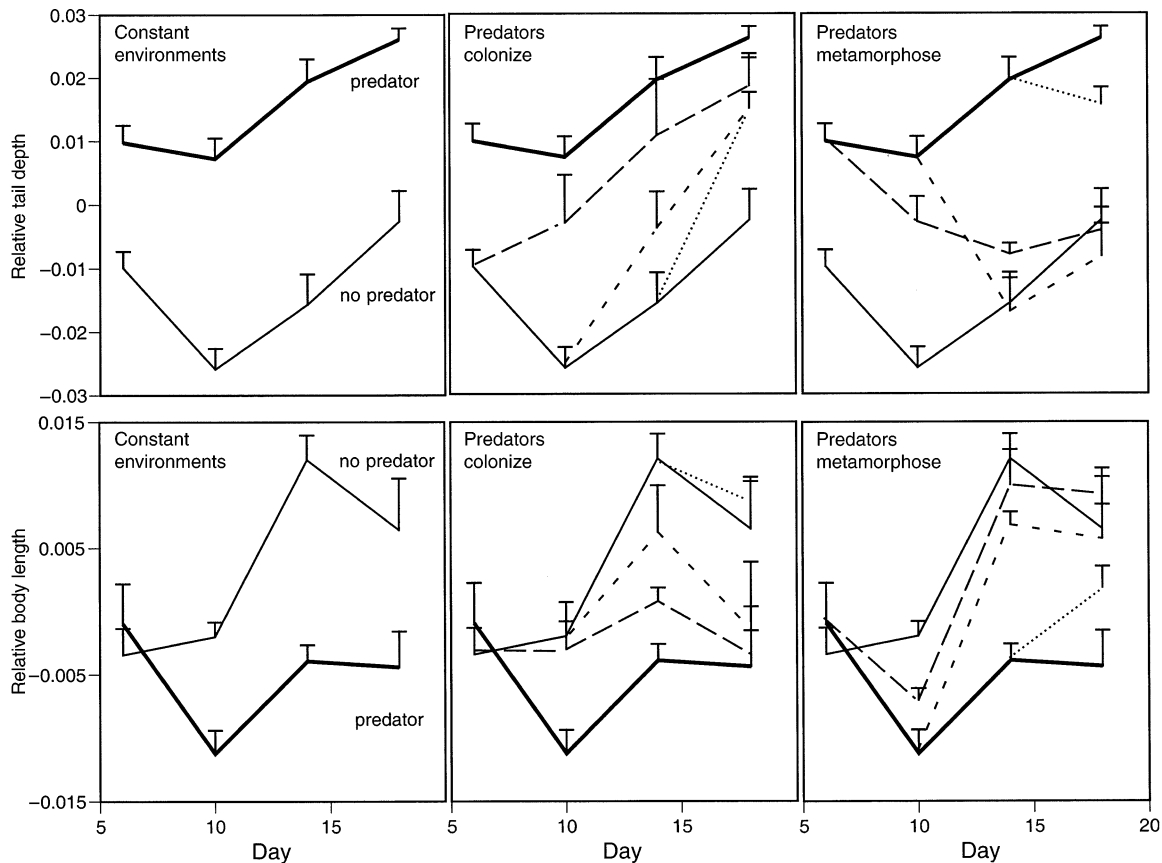 0.03
0.02
0.01
0
−0.01
−0.02
−0.03
Relative tail depth
Constant
environments
predator
no predator
Predators
colonize
Predators
metamorphose
0.015
0.005
−0.005
−0.015
Relative body length
Constant
environments
no predator
predator
Predators
colonize
Predators
metamorphose
5
10
15
5
10
15
5
10
15
20
Day
Day
Day